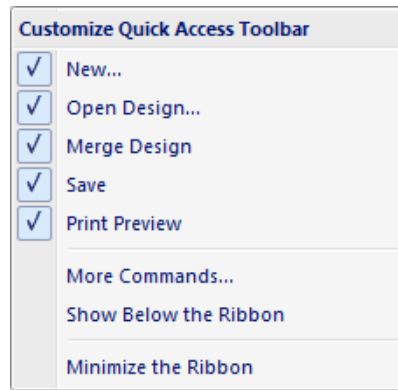 Customize Quick Access Toolbar
New...
Open Design...
Merge Design
Save
Print Preview
More Commands...
Show Below the Ribbon
Minimize the Ribbon